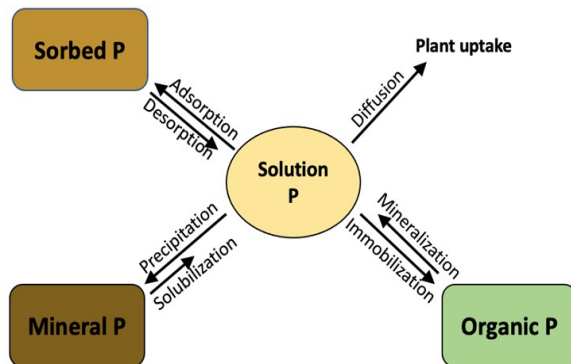 Sorbed P
Plant uptake
Adsorption
Desorption
Diffusion
Solution
P
Precipitation
Solubilization
Mineralization
Immobilization
Mineral P
Organic P